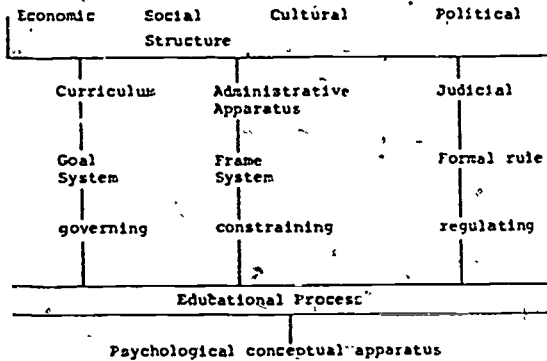 Economic Social Cultural Political
Structure
Curriculum Administrative Judicial
Apparatus
Goal Frame Formal rule
System System
governing constraining regulating
Educational Process
Psychological conceptual apparatus